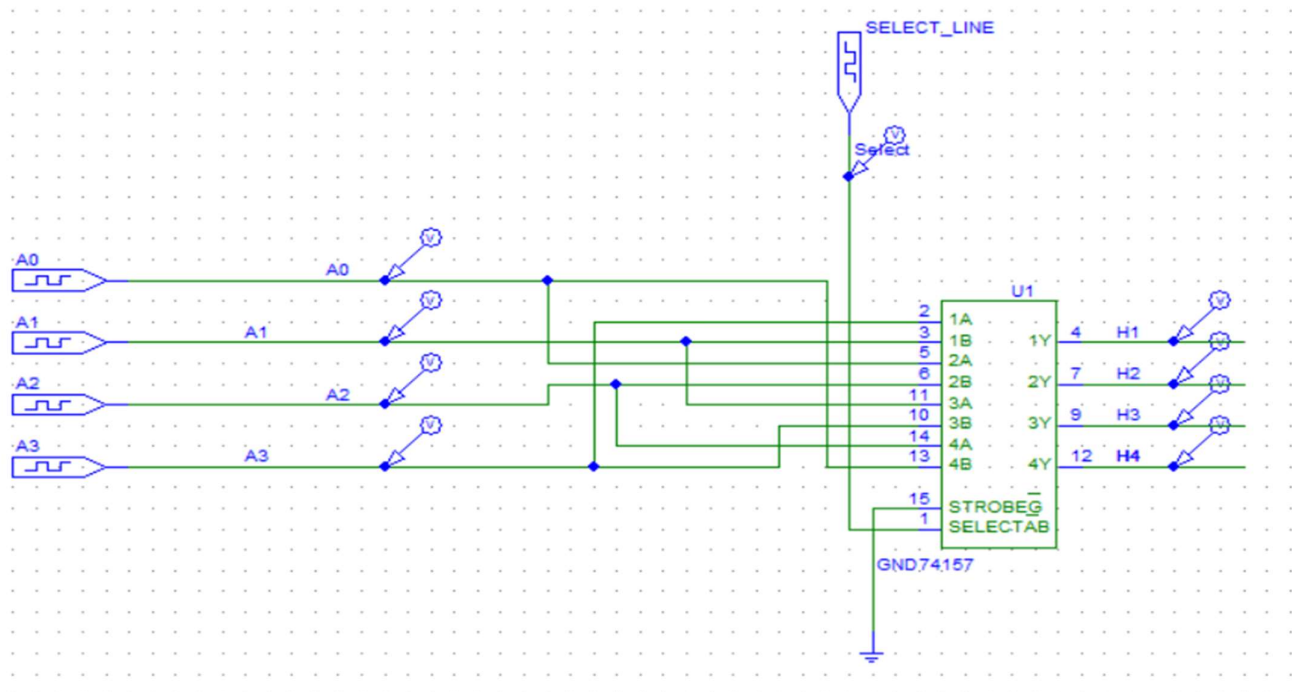 SELECT_LINE
Select
A0
A0
A1
A1
A2
A2
A3
A3
U1
2 1A
3 1B 1Y 4 H1
5 2A
6 2B 2Y 7 H2
11 3A
10 3B 3Y 9 H3
14 4A
13 4B 4Y 12 H4
15 STROBEG
1 SELECTAB
GND74157
V
V
V
V
V
V
V
V
V